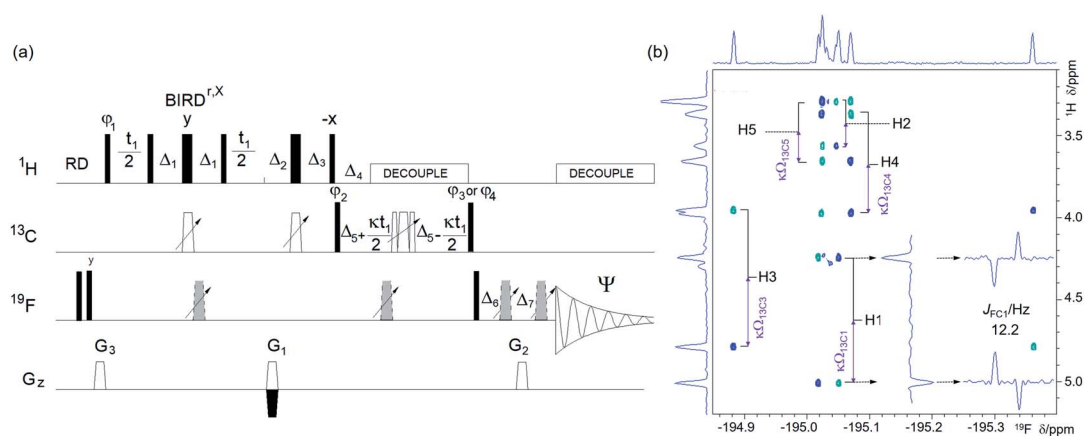 (a)
BIRD^r,X
φ1 y -x
¹H RD t1/2 Δ1 Δ1 t1/2 Δ2 Δ3 Δ4 DECOUPLE DECOUPLE
φ2 φ3 or φ4
¹³C Δ5+ κt1/2 Δ5- κt1/2
y
¹⁹F Δ6 Δ7 Ψ
G3 G1 G2
Gz
(b)
¹H δ/ppm
3.5
4.0
4.5
5.0
H5
κΩ13C5
H2
H4
κΩ13C4
H3
κΩ13C3
H1
κΩ13C1
JFC1/Hz
12.2
-194.9 -195.0 -195.1 -195.2 -195.3 ¹⁹F δ/ppm